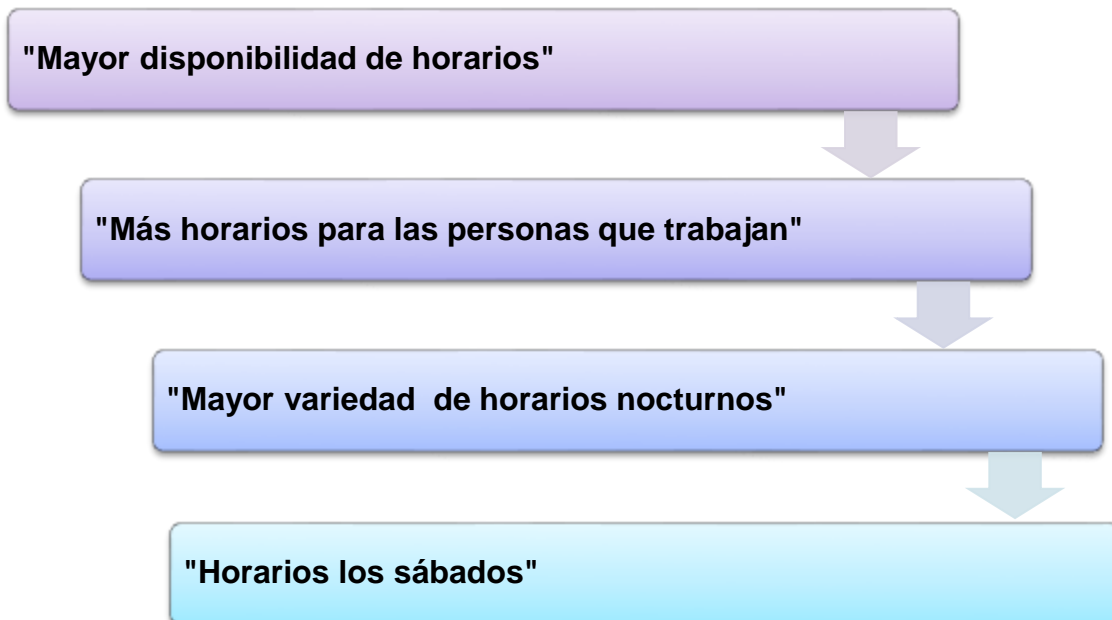 "Mayor disponibilidad de horarios"
"Más horarios para las personas que trabajan"
"Mayor variedad  de horarios nocturnos"
"Horarios los sábados"